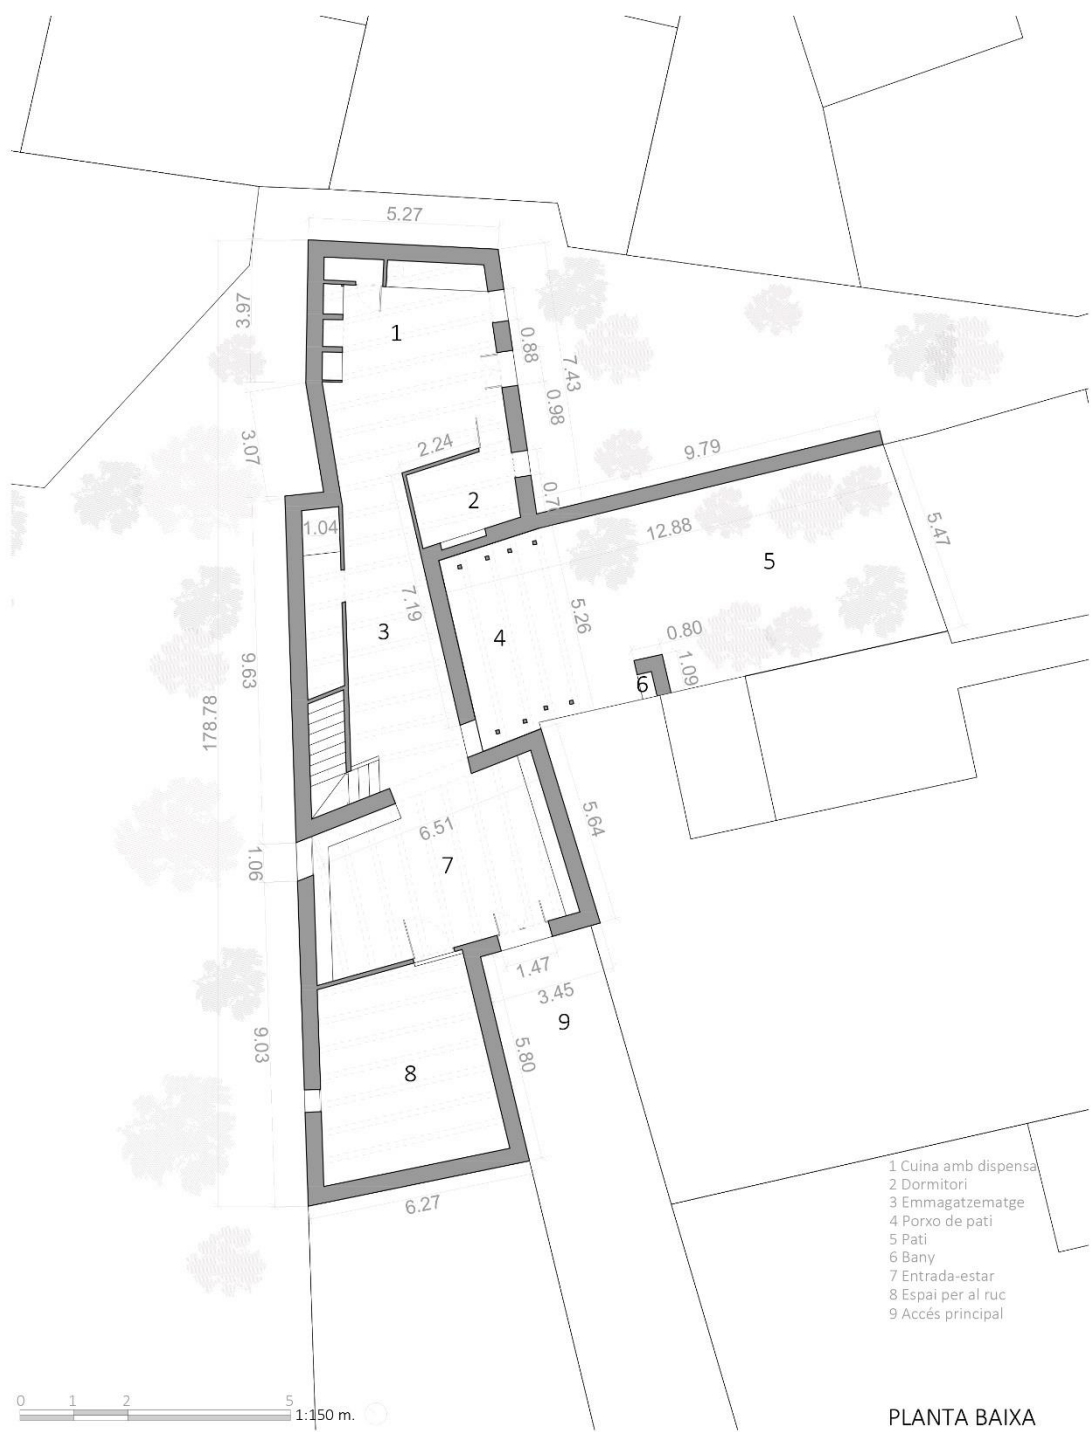 5.27
3.97
1
0.88
7.43
0.98
3.07
2.24
9.79
2
1.04
12.88
5
5.47
7.19
3
4
5.26
0.80
1.09
6
9.63
178.78
6.51
5.64
7
1.06
1.47
3.45
9
5.80
9.03
8
6.27
1 Cuina amb dispensa
2 Dormitori
3 Emmagatzematge
4 Porxo de pati
5 Pati
6 Bany
7 Entrada-estar
8 Espai per al ruc
9 Accés principal
0 1 2 5
1:150 m.
PLANTA BAIXA